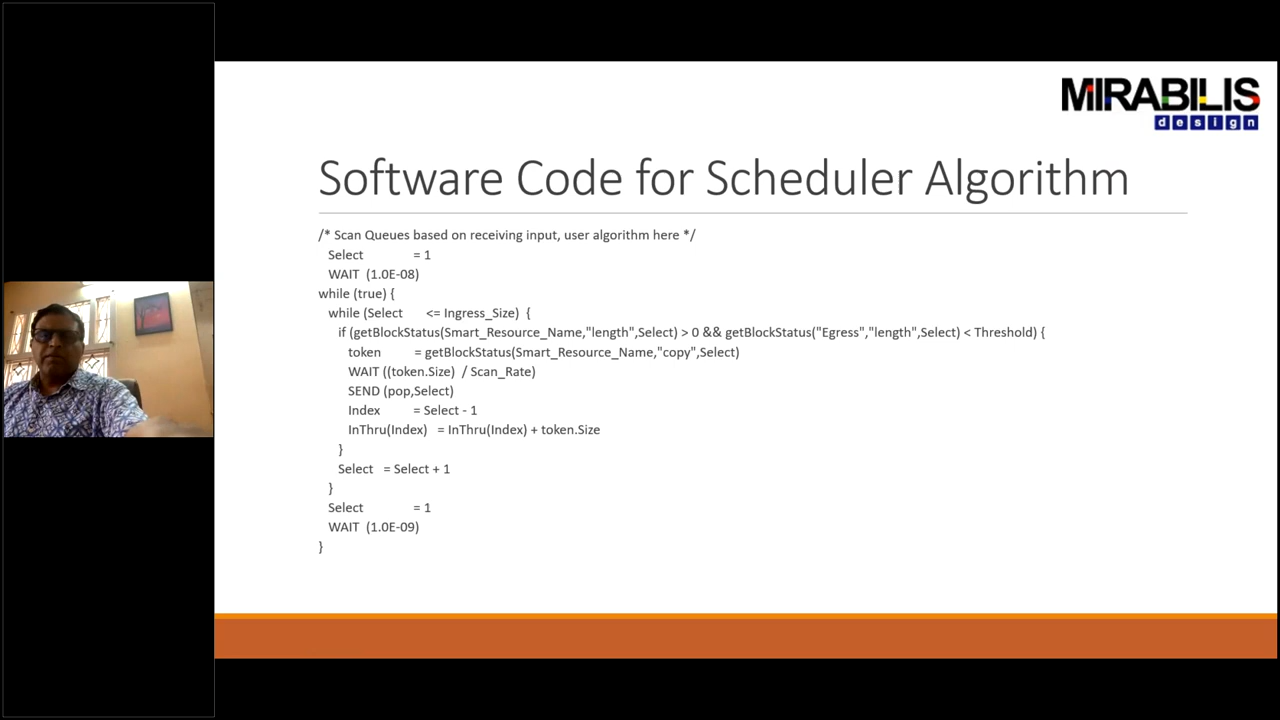 MIRABILIS
design
Software Code for Scheduler Algorithm
/* Scan Queues based on receiving input, user algorithm here */
Select = 1
WAIT (1.0E-08)
while (true) {
while (Select <= Ingress_Size) {
if (getBlockStatus(Smart_Resource_Name,"length",Select) > 0 && getBlockStatus("Egress","length",Select) < Threshold) {
token = getBlockStatus(Smart_Resource_Name,"copy",Select)
WAIT ((token.Size) / Scan_Rate)
SEND (pop,Select)
Index = Select - 1
InThru(Index) = InThru(Index) + token.Size
}
Select = Select + 1
}
Select = 1
WAIT (1.0E-09)
}